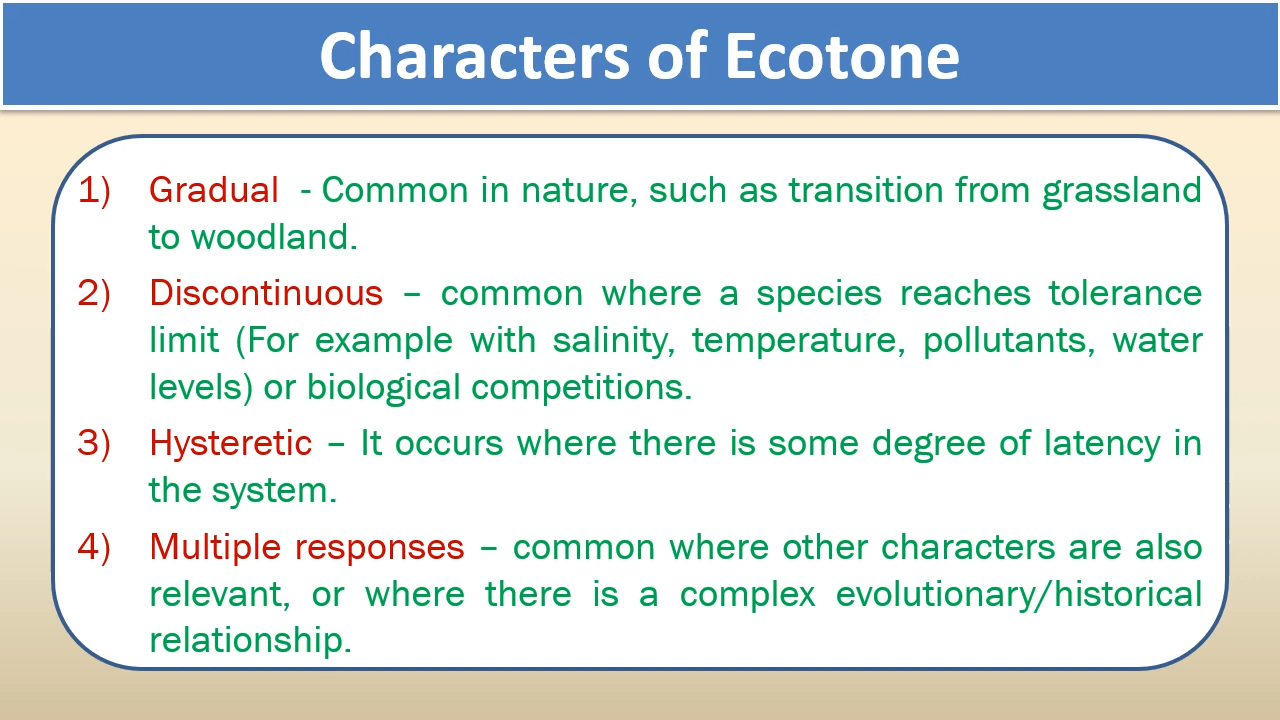 Characters of Ecotone
1) Gradual - Common in nature, such as transition from grassland
to woodland.
2) Discontinuous – common where a species reaches tolerance
limit (For example with salinity, temperature, pollutants, water
levels) or biological competitions.
3) Hysteretic – It occurs where there is some degree of latency in
the system.
4) Multiple responses – common where other characters are also
relevant, or where there is a complex evolutionary/historical
relationship.